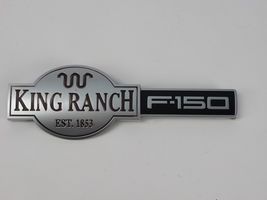 KING RANCH
EST. 1853
F-150